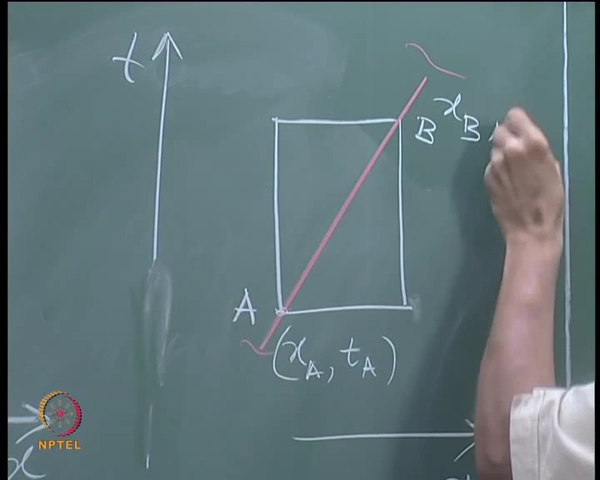 t
B x_B,
A
(x_A, t_A)
NPTEL
x